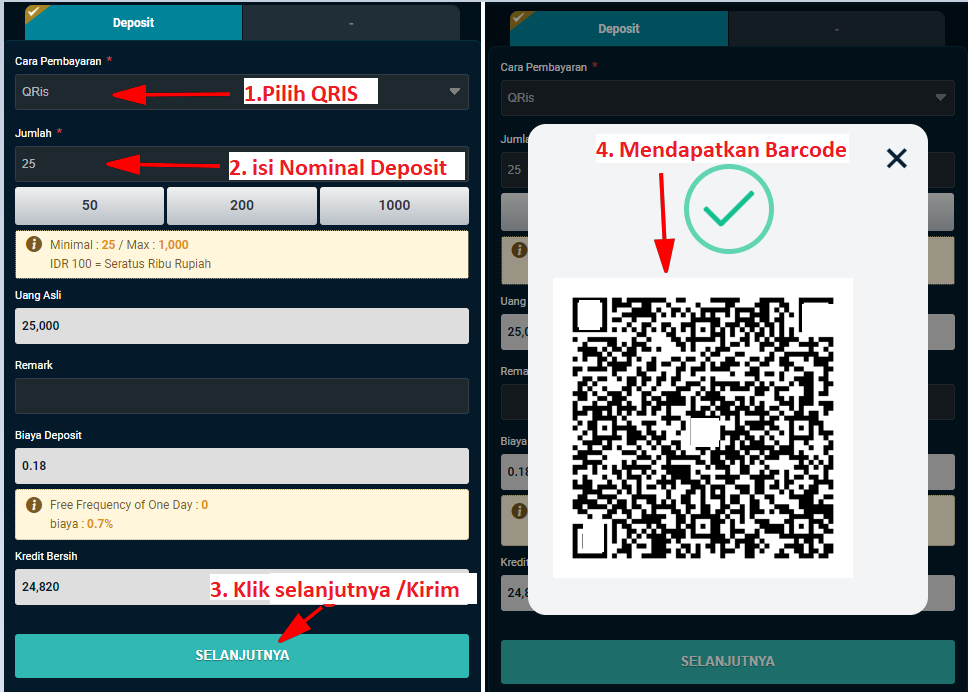 Deposit
-
Cara Pembayaran *
QRis
1.Pilih QRIS
Jumlah *
25
2. isi Nominal Deposit
50
200
1000
Minimal : 25 / Max : 1,000
IDR 100 = Seratus Ribu Rupiah
Uang Asli
25,000
Remark
Biaya Deposit
0.18
Free Frequency of One Day : 0
biaya : 0.7%
Kredit Bersih
24,820
3. Klik selanjutnya /Kirim
SELANJUTNYA
Deposit
-
Cara Pembayaran *
QRis
Jumla
4. Mendapatkan Barcode
25
Uang
25,0
Rema
Biaya
0.18
Kredit
24,8
SELANJUTNYA